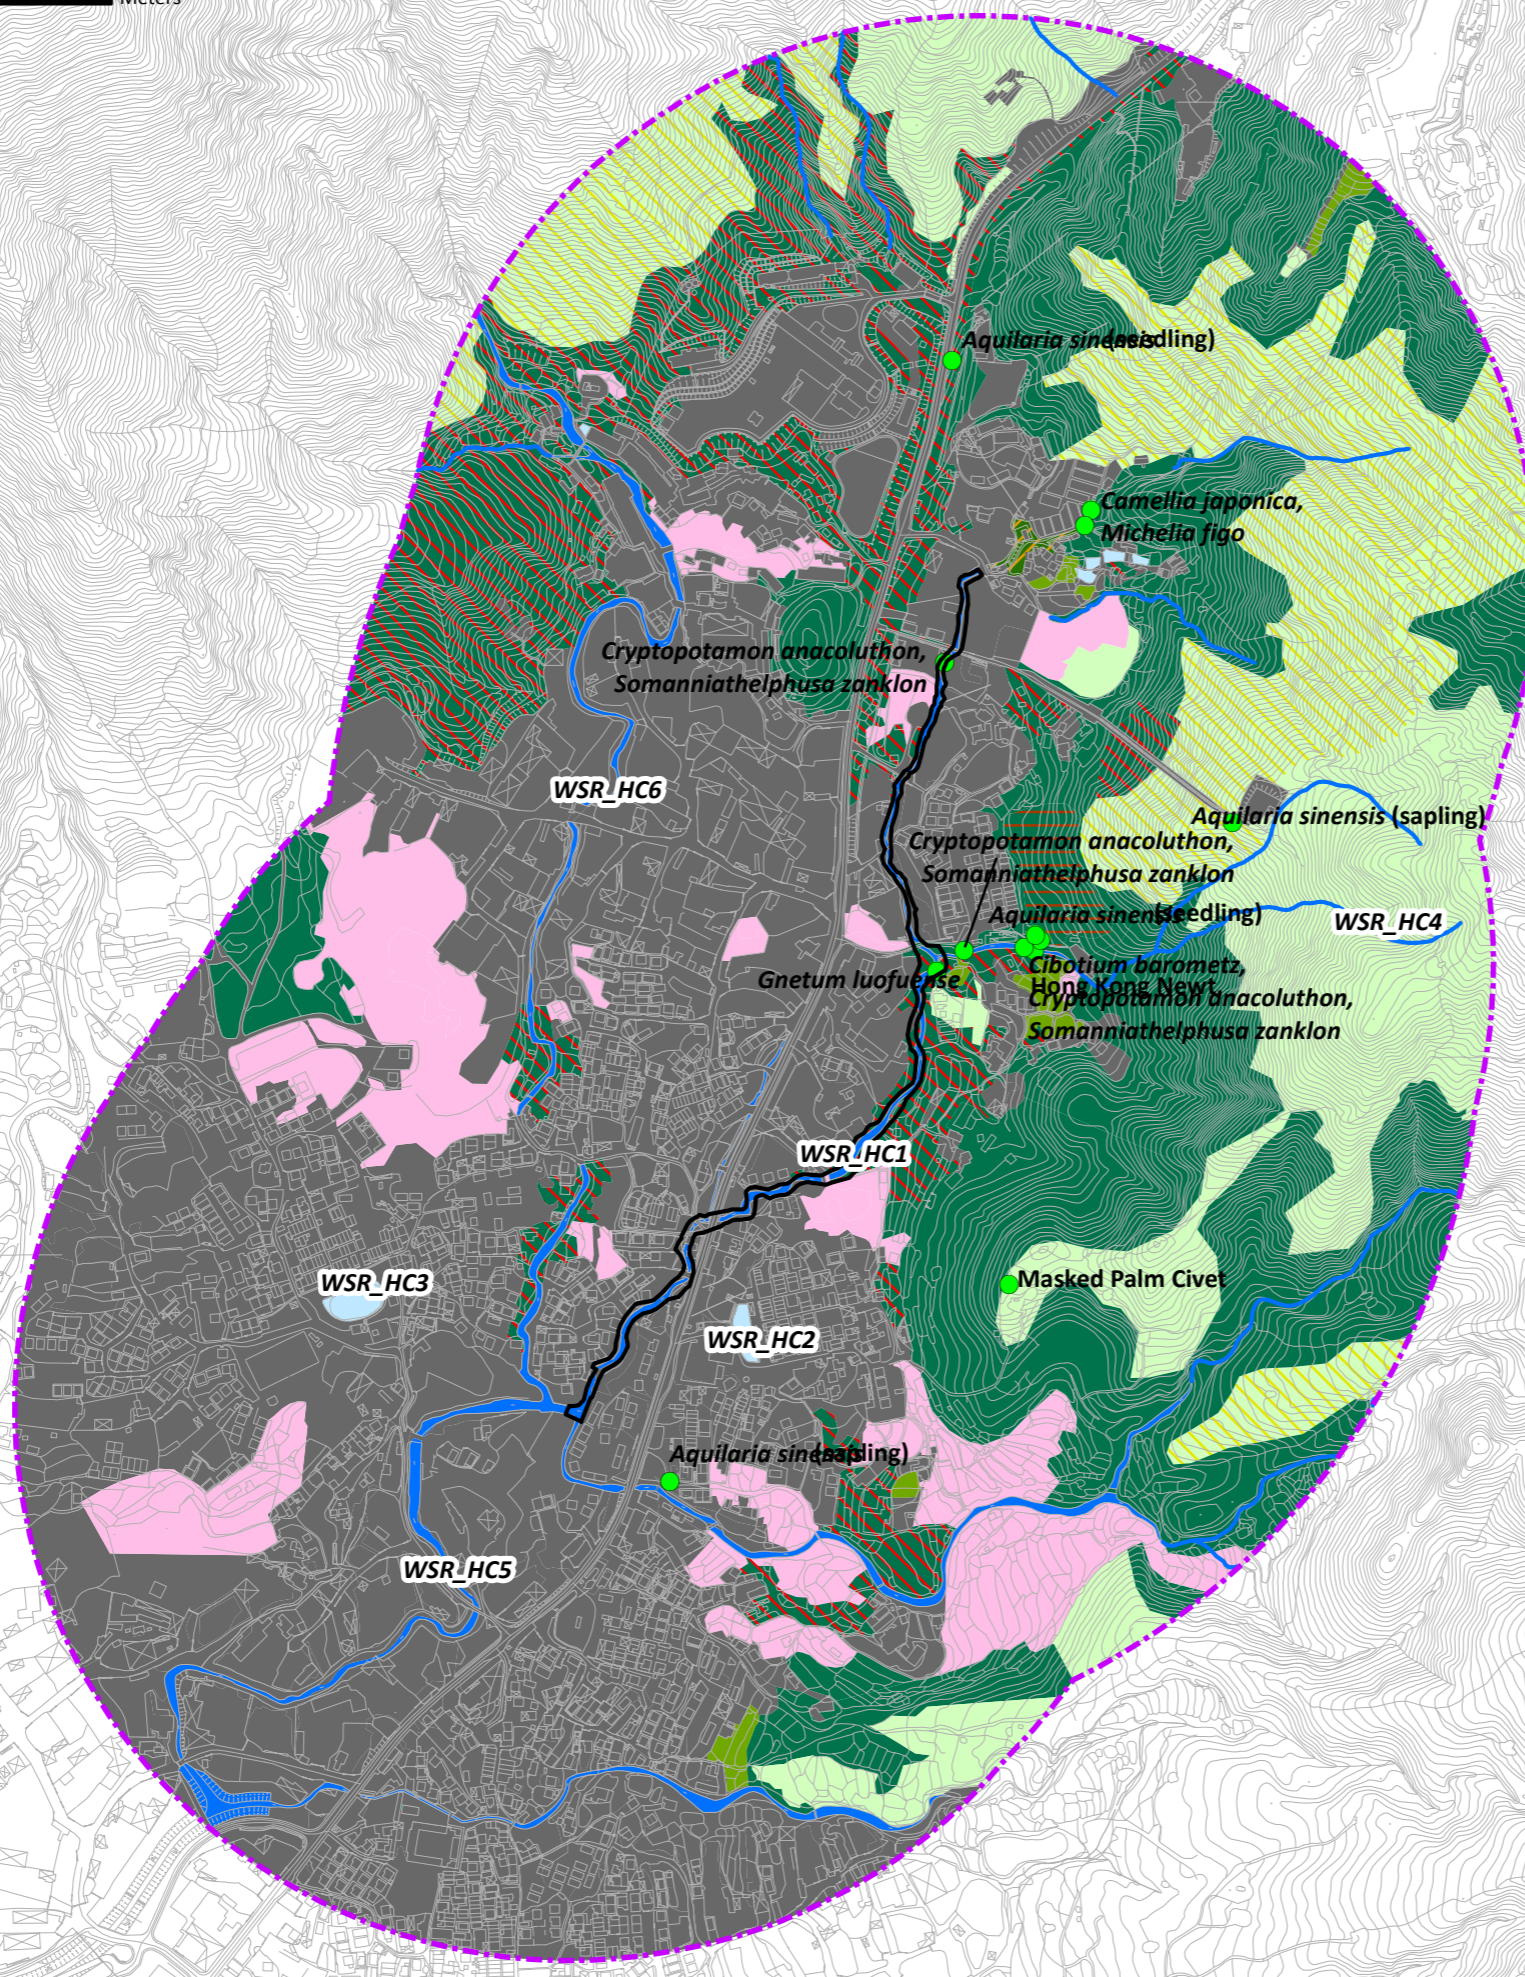 Meters
Aquilaria sinensis (seedling)
Camellia japonica,
Michelia figo
Cryptopotamon anacoluthon,
Somanniathelphusa zanklon
WSR_HC6
Aquilaria sinensis (sapling)
Cryptopotamon anacoluthon,
Somanniathelphusa zanklon
Aquilaria sinensis (seedling)
WSR_HC4
Gnetum luofuense
Cibotium barometz,
Hong Kong Newt,
Cryptopotamon anacoluthon,
Somanniathelphusa zanklon
WSR_HC1
WSR_HC3
Masked Palm Civet
WSR_HC2
Aquilaria sinensis (sapling)
WSR_HC5